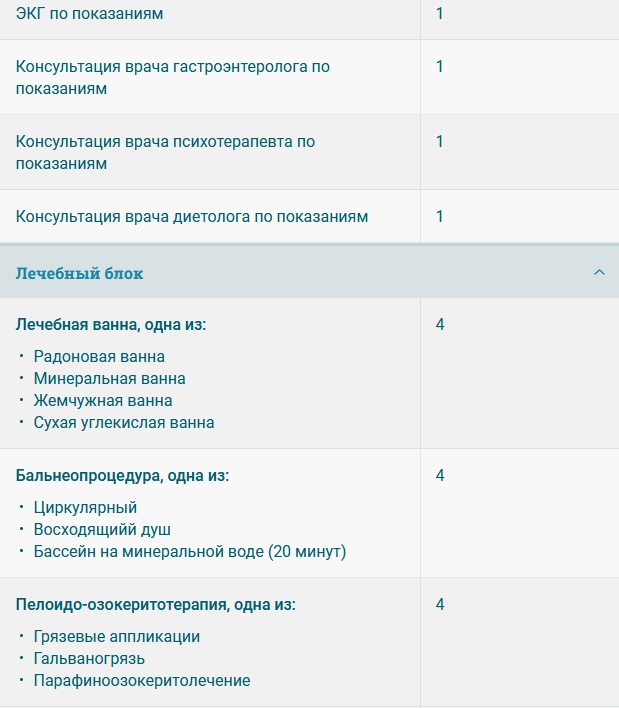 ЭКГ по показаниям 1
Консультация врача гастроэнтеролога по 1
показаниям
Консультация врача психотерапевта по 1
показаниям
Консультация врача диетолога по показаниям 1
Лечебный блок
Лечебная ванна, одна из: 4
• Радоновая ванна
• Минеральная ванна
• Жемчужная ванна
• Сухая углекислая ванна
Бальнеопроцедура, одна из: 4
• Циркулярный
• Восходящийй душ
• Бассейн на минеральной воде (20 минут)
Пелоидо-озокеритотерапия, одна из: 4
• Грязевые аппликации
• Гальваногрязь
• Парафиноозокеритолечение